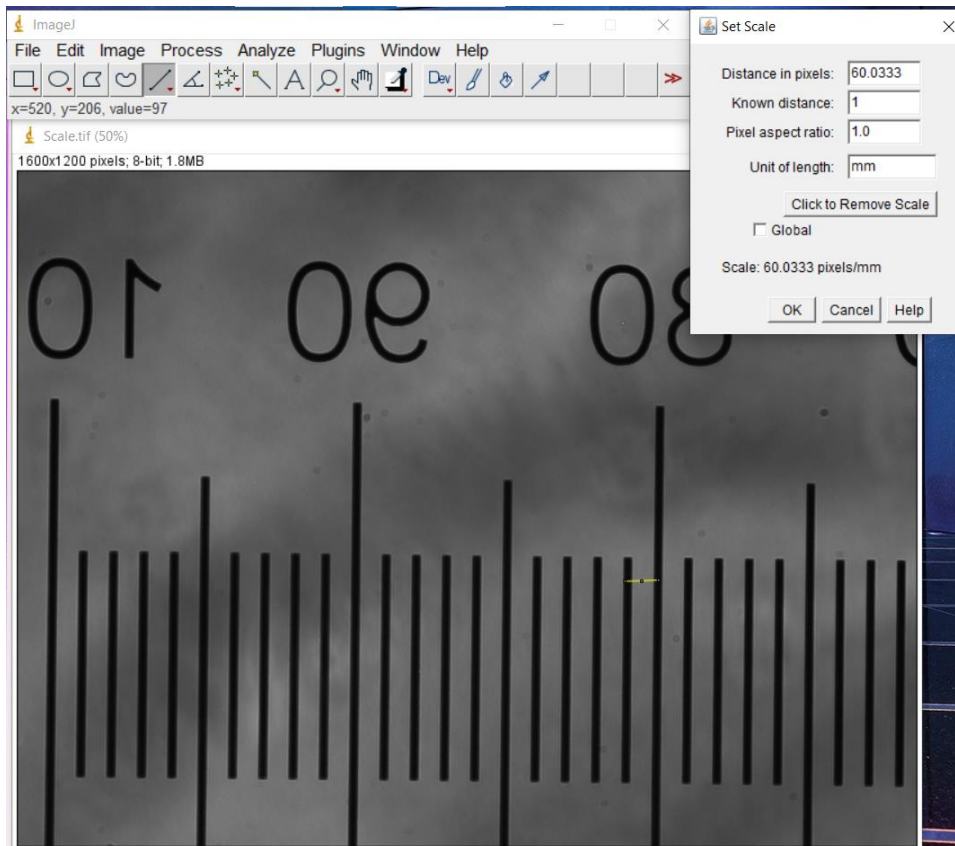 ImageJ
File Edit Image Process Analyze Plugins Window Help
A Dev >>
x=520, y=206, value=97
Scale.tif (50%)
1600x1200 pixels; 8-bit; 1.8MB
01 09 08 0
Set Scale
Distance in pixels: 60.0333
Known distance: 1
Pixel aspect ratio: 1.0
Unit of length: mm
Click to Remove Scale
Global
Scale: 60.0333 pixels/mm
OK Cancel Help